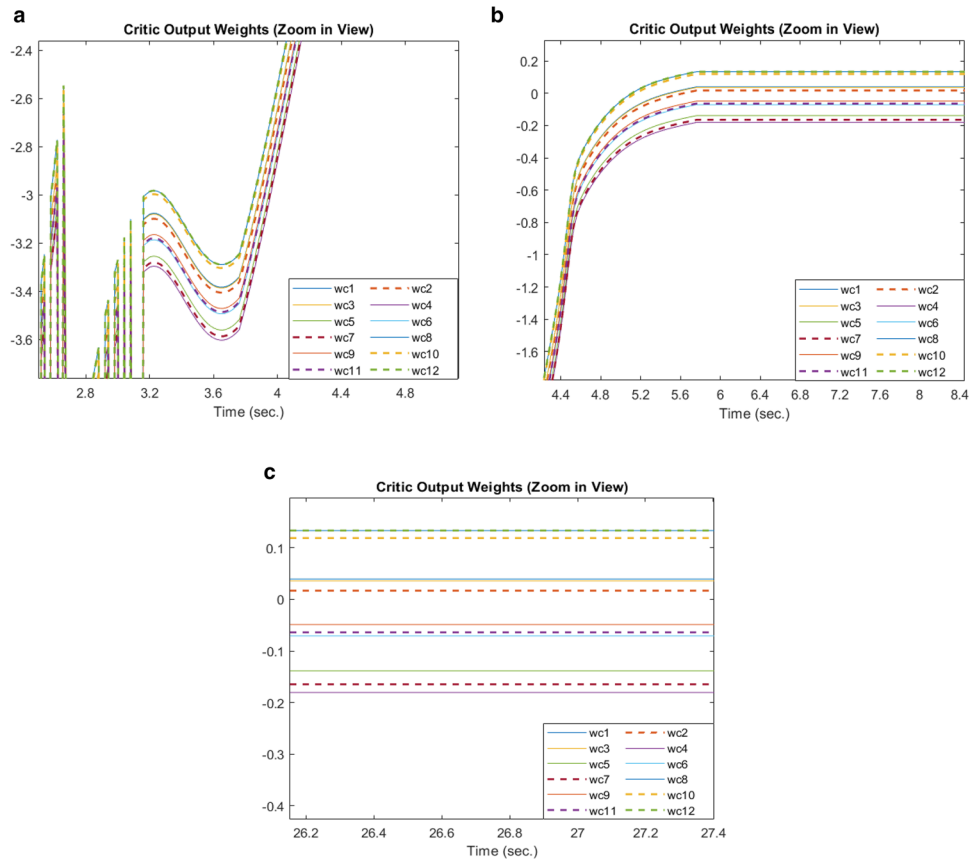 a
Critic Output Weights (Zoom in View)
-2.4
-2.6
-2.8
-3
-3.2
-3.4
-3.6
2.8 3.2 3.6 4 4.4 4.8
Time (sec.)
wc1 wc2
wc3 wc4
wc5 wc6
wc7 wc8
wc9 wc10
wc11 wc12
b
Critic Output Weights (Zoom in View)
0.2
0
-0.2
-0.4
-0.6
-0.8
-1
-1.2
-1.4
-1.6
4.4 4.8 5.2 5.6 6 6.4 6.8 7.2 7.6 8 8.4
Time (sec.)
wc1 wc2
wc3 wc4
wc5 wc6
wc7 wc8
wc9 wc10
wc11 wc12
c
Critic Output Weights (Zoom in View)
0.1
0
-0.1
-0.2
-0.3
-0.4
26.2 26.4 26.6 26.8 27 27.2 27.4
Time (sec.)
wc1 wc2
wc3 wc4
wc5 wc6
wc7 wc8
wc9 wc10
wc11 wc12